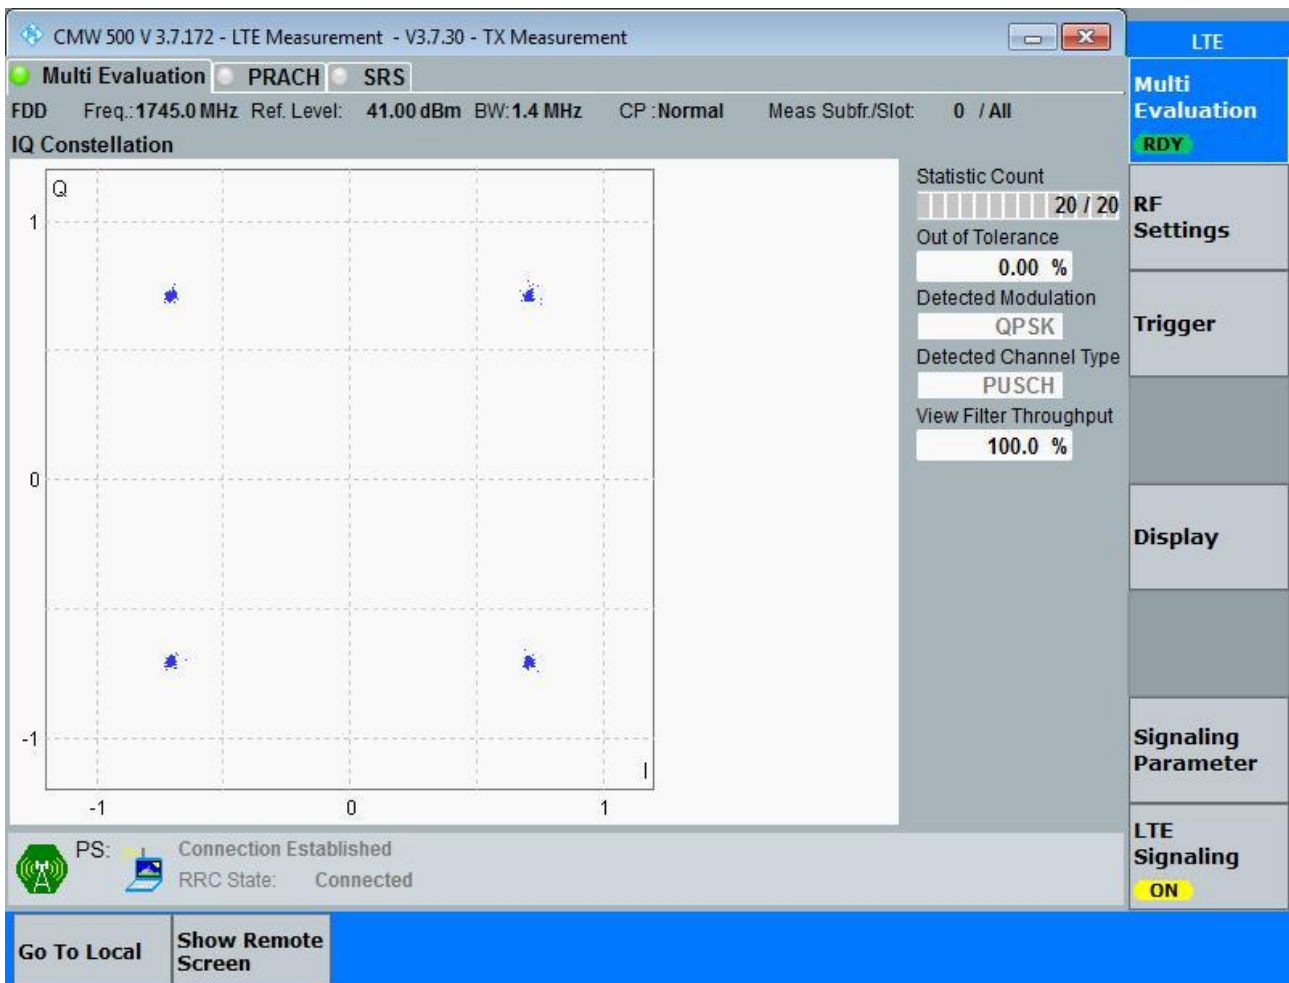 CMW 500 V 3.7.172 - LTE Measurement - V3.7.30 - TX Measurement
LTE
Multi Evaluation PRACH SRS
FDD Freq.:1745.0 MHz Ref. Level: 41.00 dBm BW:1.4 MHz CP :Normal Meas Subfr./Slot: 0 / All
IQ Constellation
Q
1
0
-1
I
-1 0 1
Statistic Count
20 / 20
Out of Tolerance
0.00 %
Detected Modulation
QPSK
Detected Channel Type
PUSCH
View Filter Throughput
100.0 %
Multi
Evaluation
RDY
RF
Settings
Trigger
Display
Signaling
Parameter
LTE
Signaling
ON
PS: Connection Established
RRC State: Connected
Go To Local
Show Remote
Screen